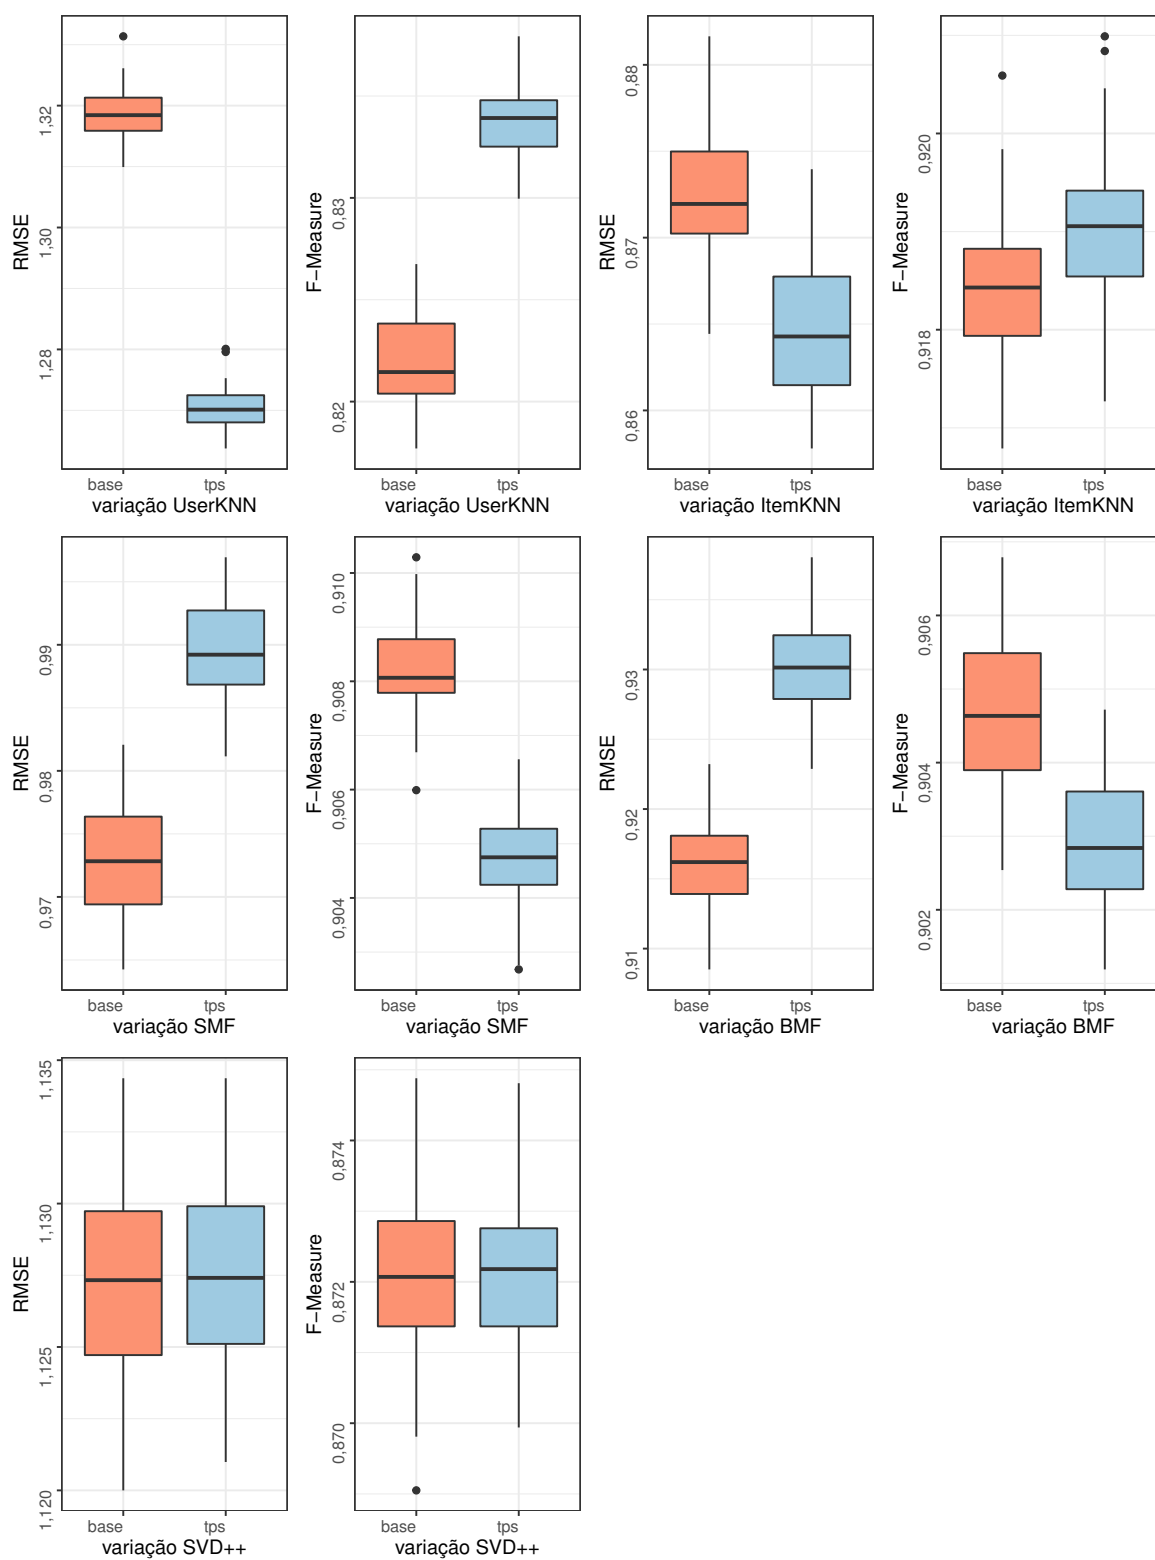 RMSE
1,32
1,30
1,28
base
tps
variação UserKNN
F−Measure
0,83
0,82
base
tps
variação UserKNN
RMSE
0,88
0,87
0,86
base
tps
variação ItemKNN
F−Measure
0,920
0,918
base
tps
variação ItemKNN
RMSE
0,99
0,98
0,97
base
tps
variação SMF
F−Measure
0,910
0,908
0,906
0,904
base
tps
variação SMF
RMSE
0,93
0,92
0,91
base
tps
variação BMF
F−Measure
0,906
0,904
0,902
base
tps
variação BMF
RMSE
1,135
1,130
1,125
1,120
base
tps
variação SVD++
F−Measure
0,874
0,872
0,870
base
tps
variação SVD++